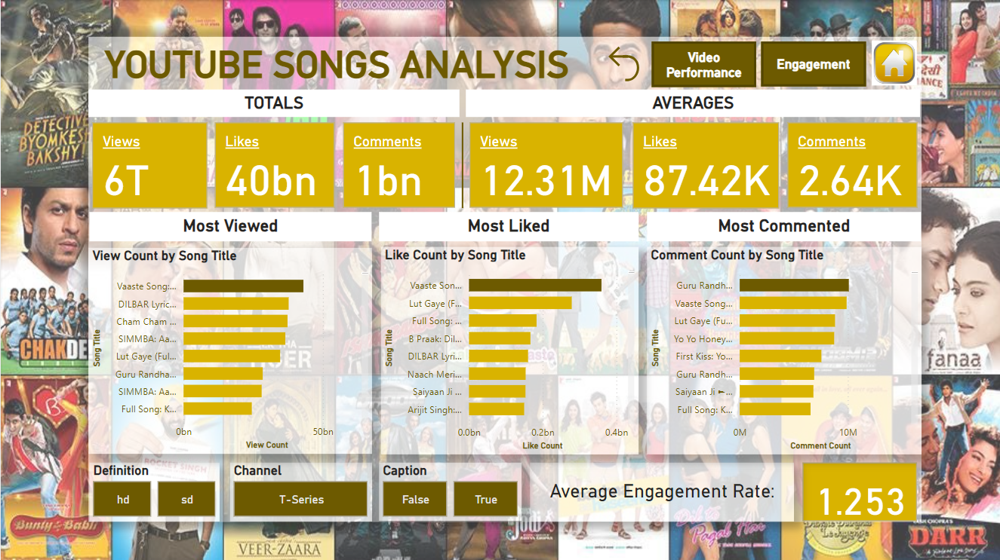 YOUTUBE SONGS ANALYSIS
Video
Performance
Engagement
TOTALS
AVERAGES
Views
6T
Likes
40bn
Comments
1bn
Views
12.31M
Likes
87.42K
Comments
2.64K
Most Viewed
Most Liked
Most Commented
View Count by Song Title
Song Title
Vaaste Song:...
DILBAR Lyric...
Cham Cham ...
SIMMBA: Aa...
Lut Gaye (Ful...
Guru Randha...
SIMMBA: Aa...
Full Song: K...
0bn
50bn
View Count
Like Count by Song Title
Song Title
Vaaste Son...
Lut Gaye (F...
Full Song: ...
B Praak: Dil...
DILBAR Lyri...
Naach Meri...
Saiyaan Ji ...
Arijit Singh:...
0.0bn
0.2bn
0.4bn
Like Count
Comment Count by Song Title
Song Title
Guru Randh...
Vaaste Song...
Lut Gaye (Fu...
Yo Yo Honey...
First Kiss: Yo...
Guru Randh...
Saiyaan Ji ►...
Full Song: K...
0M
10M
Comment Count
Definition
hd
sd
Channel
T-Series
Caption
False
True
Average Engagement Rate:
1.253
DETECTIVE
BYOMKESH
BAKSHY!
CHAKDE
fanaa
ROCKET SINGH
Bunty Babli
VEER-ZAARA
Dil To
Pagal Hai
YASH CHOPRA'S
DARR